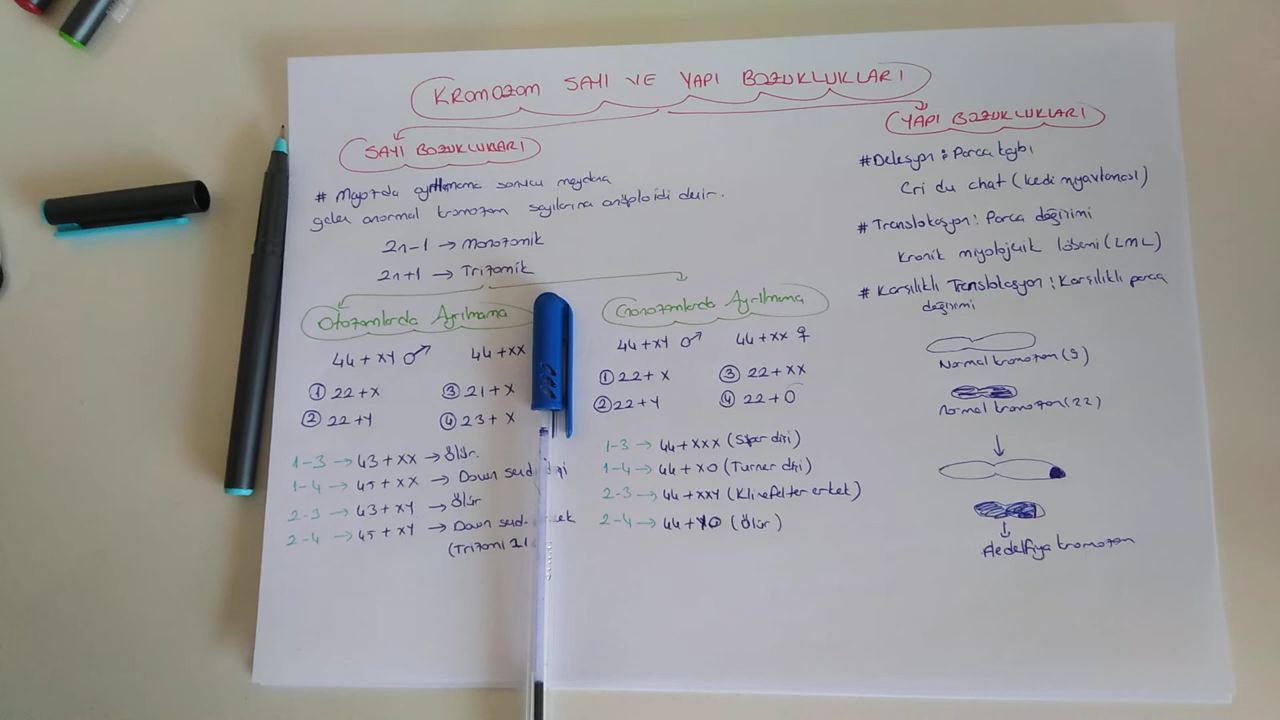 KROMOZOM SAYI VE YAPI BOZUKLUKLARI
SAYI BOZUKLUKLARI
# Mayozda ayrılmama sonucu meydana
gelen anormal kromozom sayılarına anöploidi denir.
2n-1 → Monozomik
2n+1 → Trizomik
Otozomlarda Ayrılmama
44+XY ♂ 44+XX
① 22+X ③ 21+X
② 22+Y ④ 23+X
1-3 → 43+XX → Ölür.
1-4 → 45+XX → Down send
2-3 → 43+XY → Ölür
2-4 → 45+XY → Down send.
(Trizomi 21
Gonozomlarda Ayrılmama
44+XY ♂ 44+XX ♀
① 22+X ③ 22+XX
② 22+Y ④ 22+O
1-3 → 44+XXX (Süper dişi)
1-4 → 44+XO (Turner dişi)
2-3 → 44+XXY (Klinefelter erkek)
2-4 → 44+YO (Ölür)
YAPI BOZUKLUKLARI
# Delesyon : Parça kaybı
Cri du chat (kedi miyavlaması)
# Translokasyon : Parça değişimi
Kronik miyolojik lösemi (LML)
# Karşılıklı Translokasyon : Karşılıklı parça
değişimi
Normal kromozom (9)
Normal kromozom (22)
fledelfiya kromozom